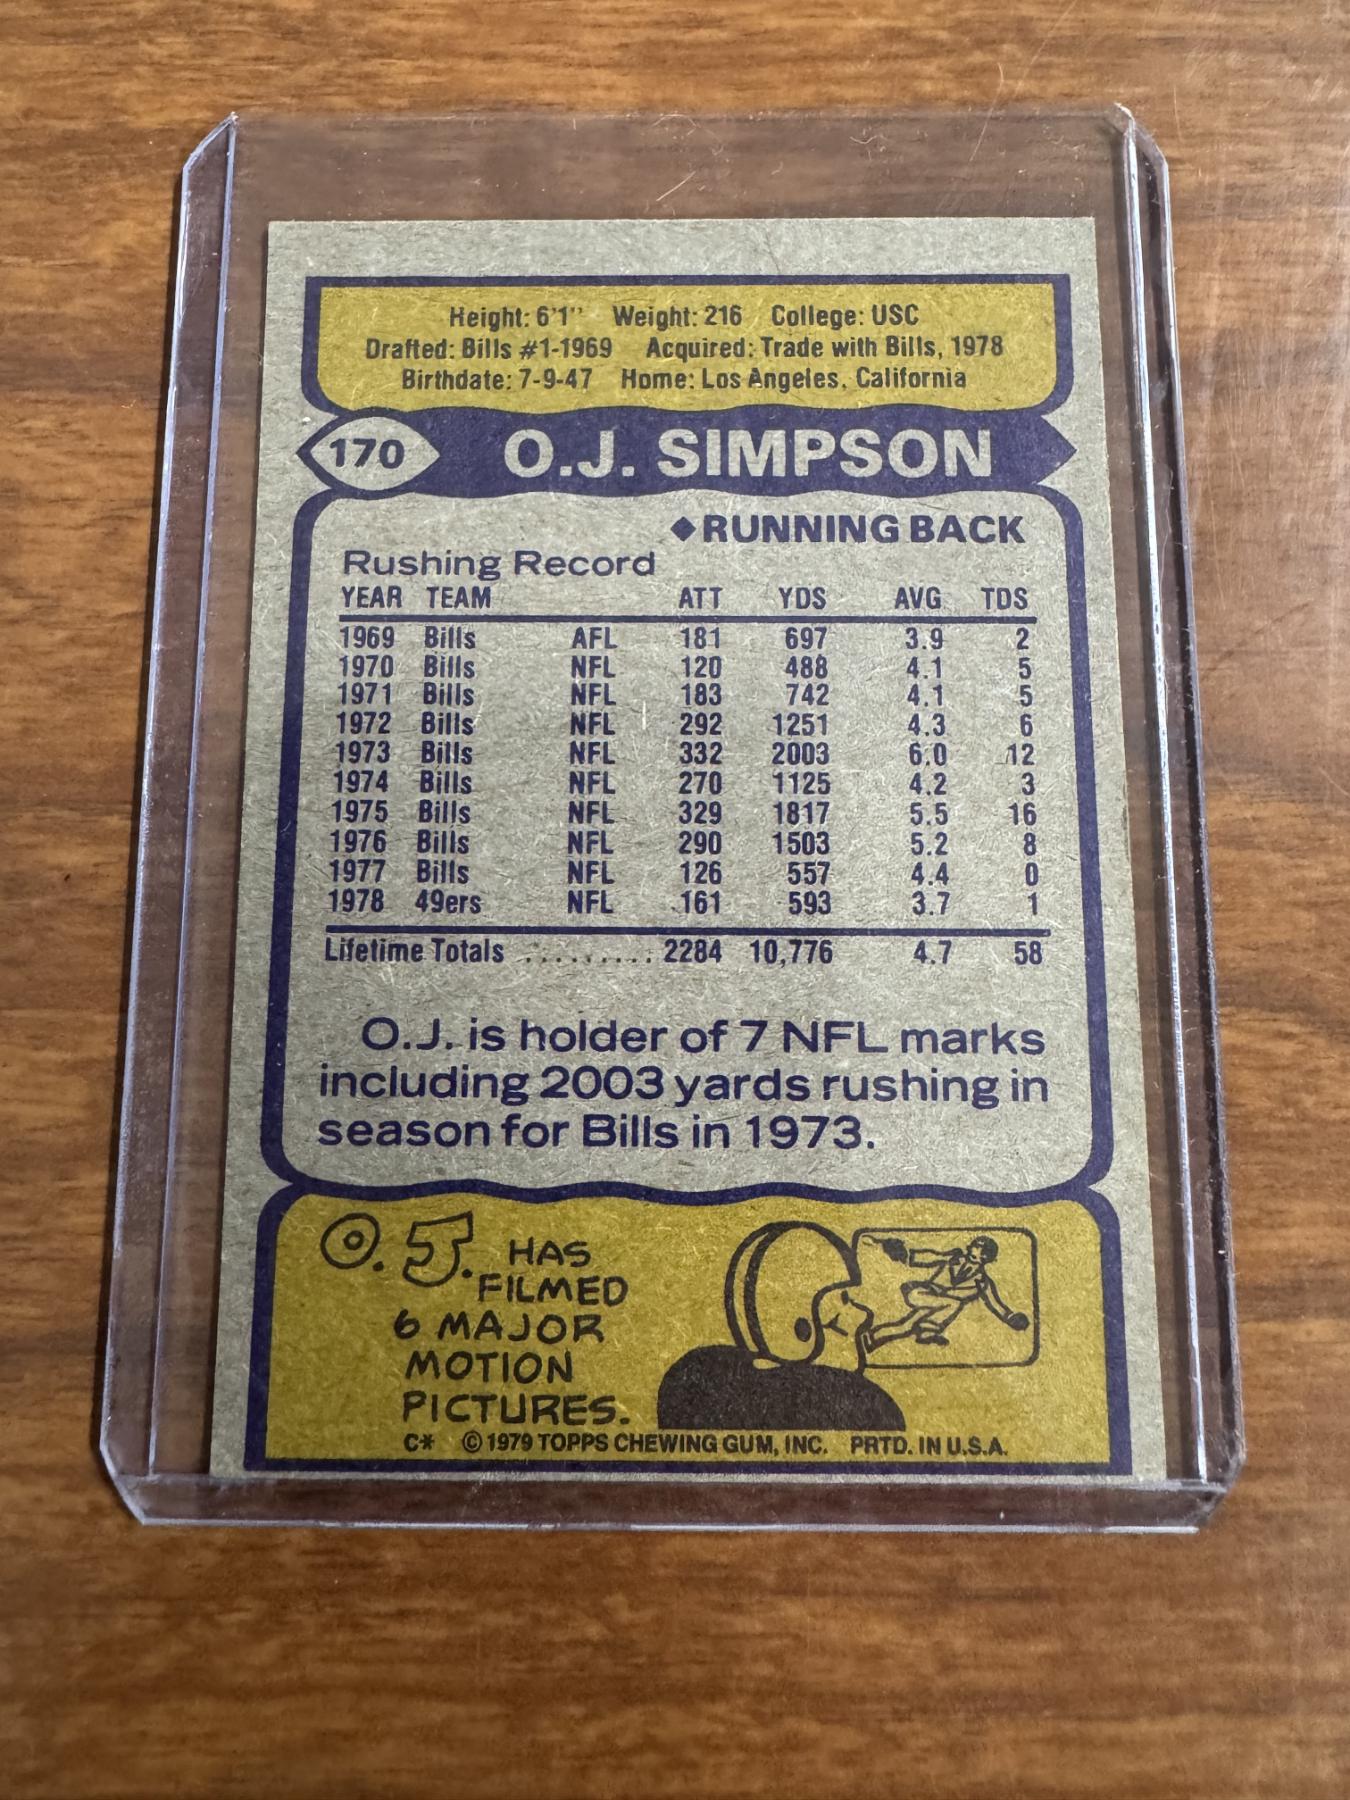 Height: 6'1" Weight: 216 College: USC
Drafted: Bills #1-1969 Acquired: Trade with Bills, 1978
Birthdate: 7-9-47 Home: Los Angeles, California
170 O.J. SIMPSON
◆RUNNING BACK
Rushing Record
YEAR TEAM ATT YDS AVG TDS
1969 Bills AFL 181 697 3.9 2
1970 Bills NFL 120 488 4.1 5
1971 Bills NFL 183 742 4.1 5
1972 Bills NFL 292 1251 4.3 6
1973 Bills NFL 332 2003 6.0 12
1974 Bills NFL 270 1125 4.2 3
1975 Bills NFL 329 1817 5.5 16
1976 Bills NFL 290 1503 5.2 8
1977 Bills NFL 126 557 4.4 0
1978 49ers NFL 161 593 3.7 1
Lifetime Totals .......... 2284 10,776 4.7 58
O.J. is holder of 7 NFL marks
including 2003 yards rushing in
season for Bills in 1973.
O. J. HAS
FILMED
6 MAJOR
MOTION
PICTURES.
C* © 1979 TOPPS CHEWING GUM, INC. PRTD. IN U.S.A.